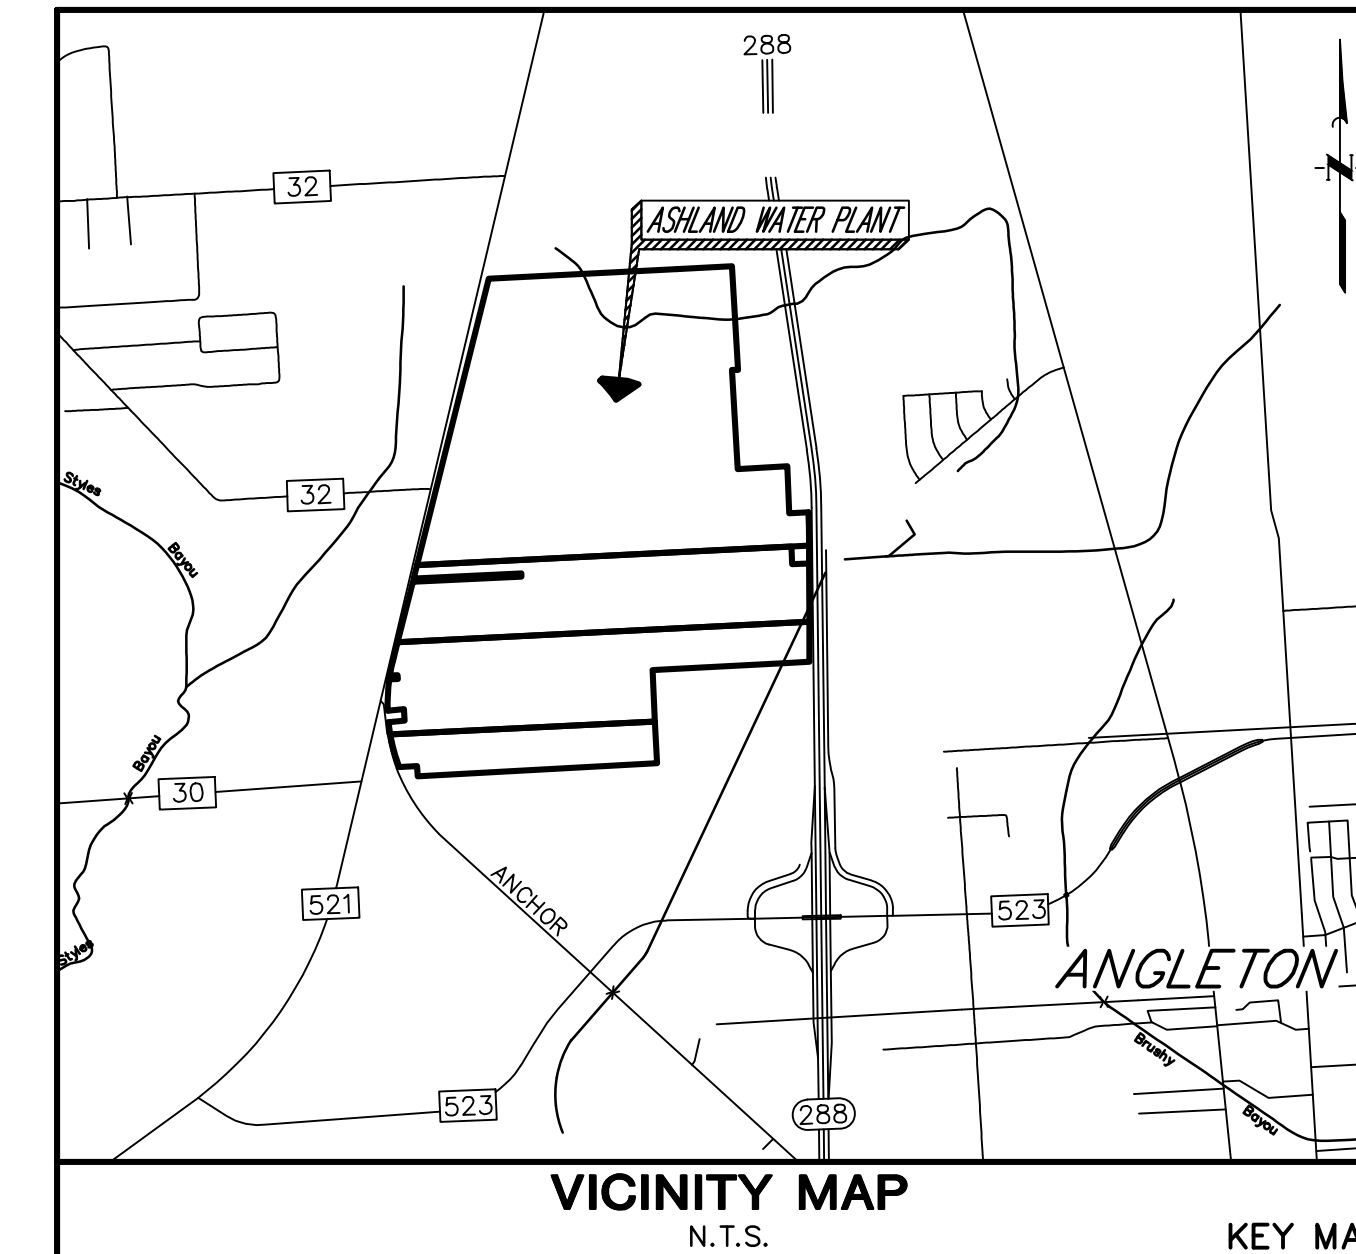 288
32
ASHLAND WATER PLANT
N
32
Styles
Bayou
Bayou
30
521
ANCHOR
523
Styles
ANGLETON
Brushy
Bayou
523
288
VICINITY MAP
N.T.S.
KEY MA